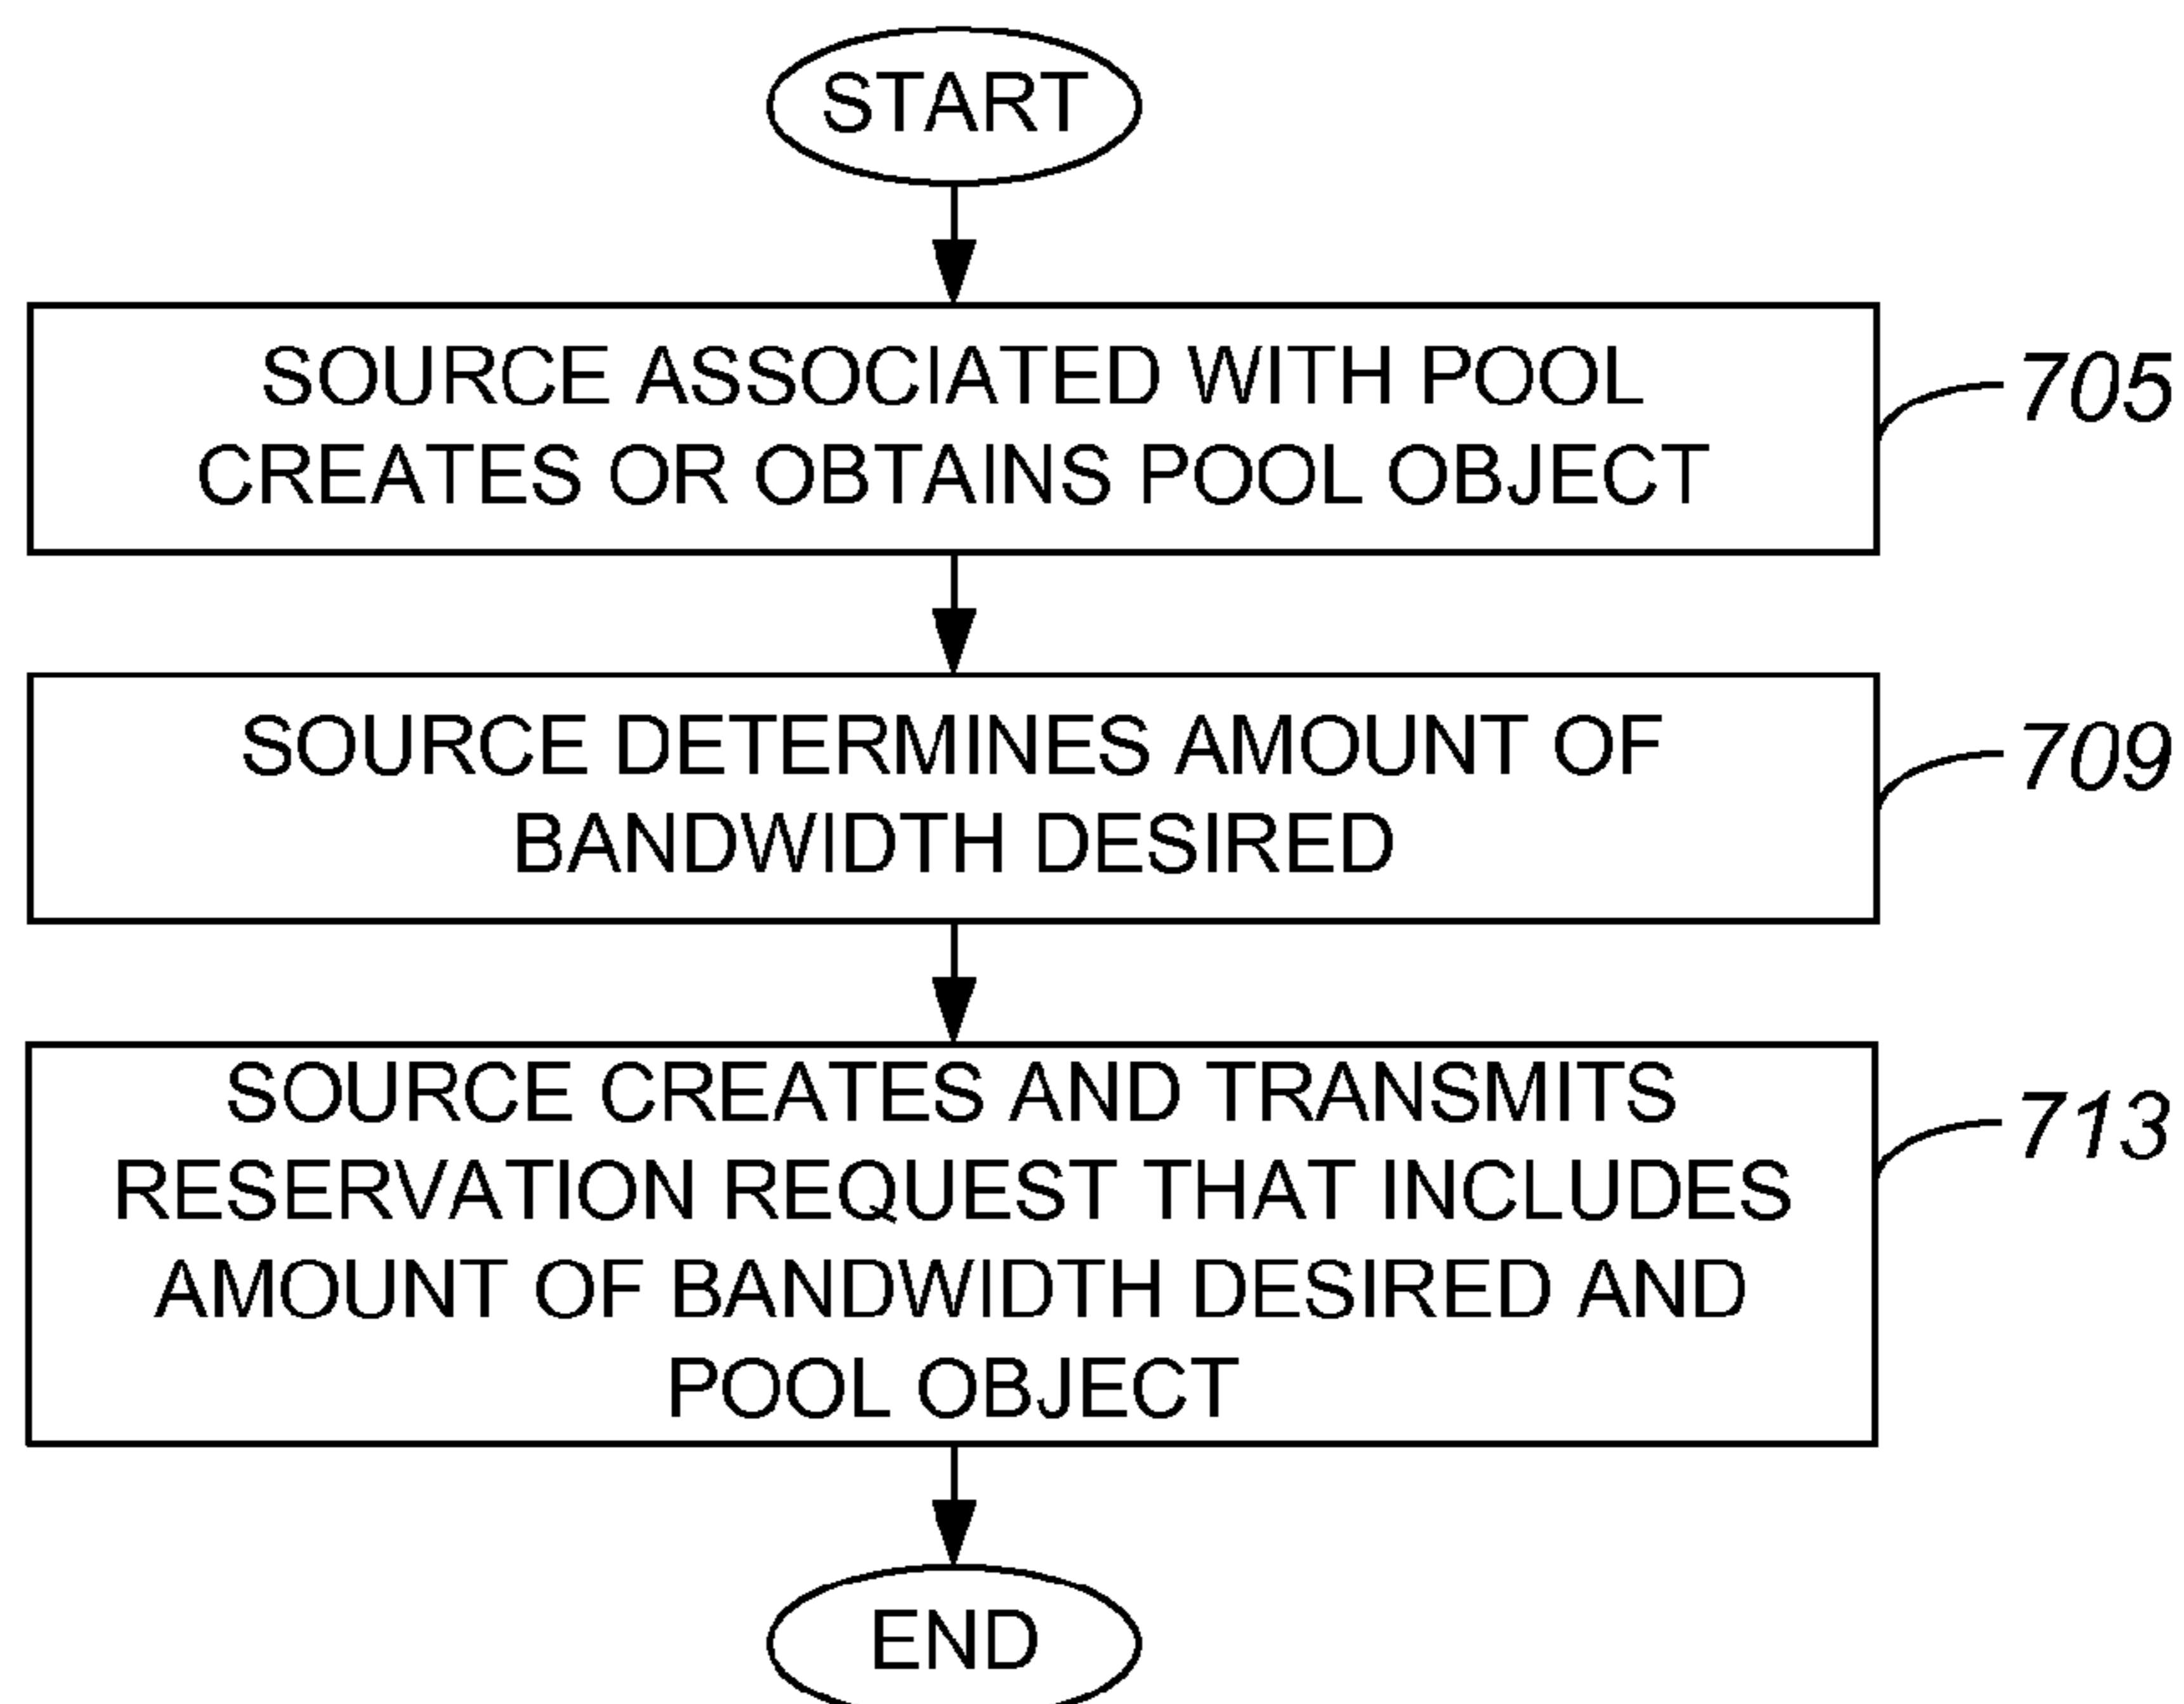 START
SOURCE ASSOCIATED WITH POOL
CREATES OR OBTAINS POOL OBJECT
705
SOURCE DETERMINES AMOUNT OF
BANDWIDTH DESIRED
709
SOURCE CREATES AND TRANSMITS
RESERVATION REQUEST THAT INCLUDES
AMOUNT OF BANDWIDTH DESIRED AND
POOL OBJECT
713
END